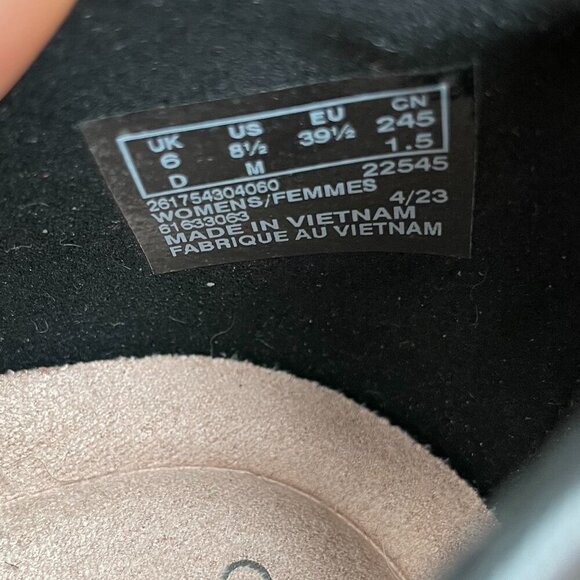 UK US EU CN
6 8½ 39½ 245
D M 1.5
261754304060 22545
WOMENS/FEMMES
61633063 4/23
MADE IN VIETNAM
FABRIQUE AU VIETNAM